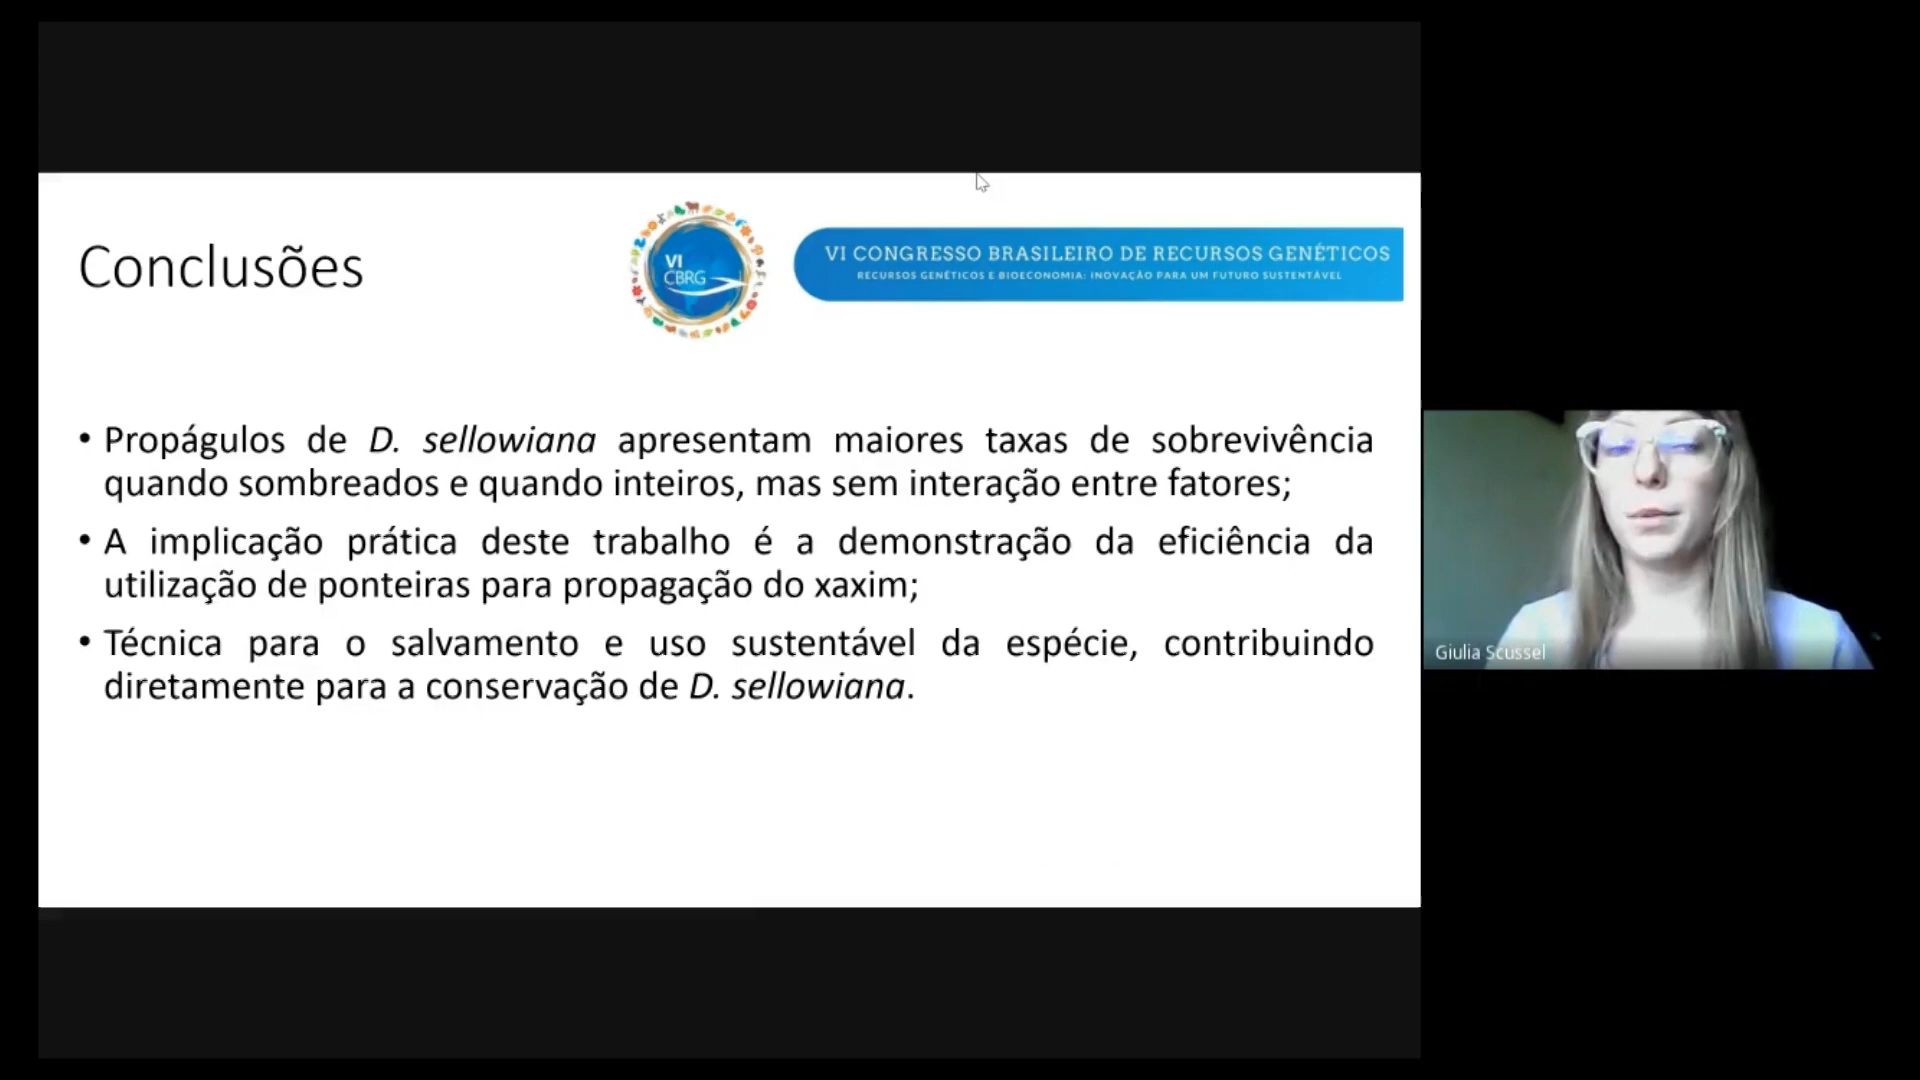 Conclusões
VI
CBRG
VI CONGRESSO BRASILEIRO DE RECURSOS GENÉTICOS
RECURSOS GENÉTICOS E BIOECONOMIA: INOVAÇÃO PARA UM FUTURO SUSTENTÁVEL
• Propágulos de D. sellowiana apresentam maiores taxas de sobrevivência
quando sombreados e quando inteiros, mas sem interação entre fatores;
• A implicação prática deste trabalho é a demonstração da eficiência da
utilização de ponteiras para propagação do xaxim;
• Técnica para o salvamento e uso sustentável da espécie, contribuindo
diretamente para a conservação de D. sellowiana.
Giulia Scussel